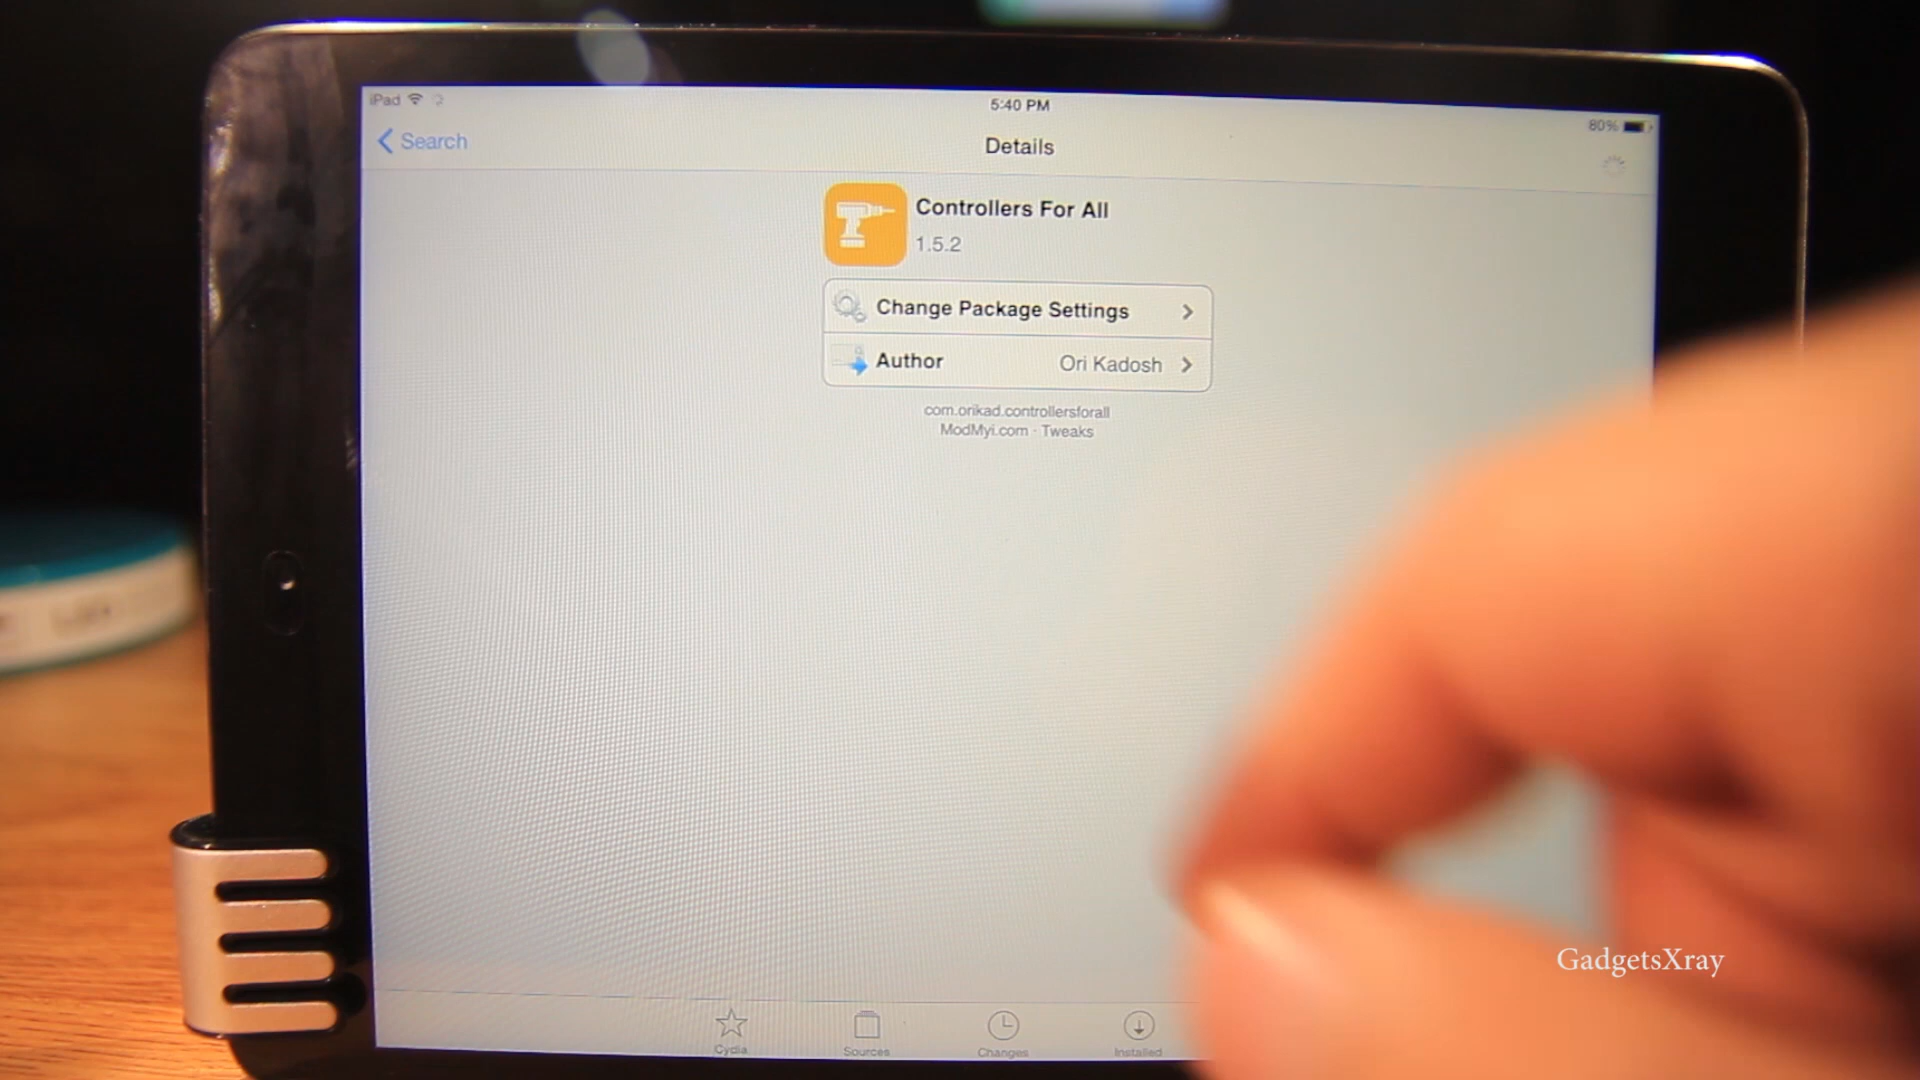 iPad
5:40 PM
80%
Search
Details
Controllers For All
1.5.2
Change Package Settings
Author
Ori Kadosh
com.orikad.controllersforall
ModMyi.com · Tweaks
Cydia
Sources
Changes
Installed
GadgetsXray